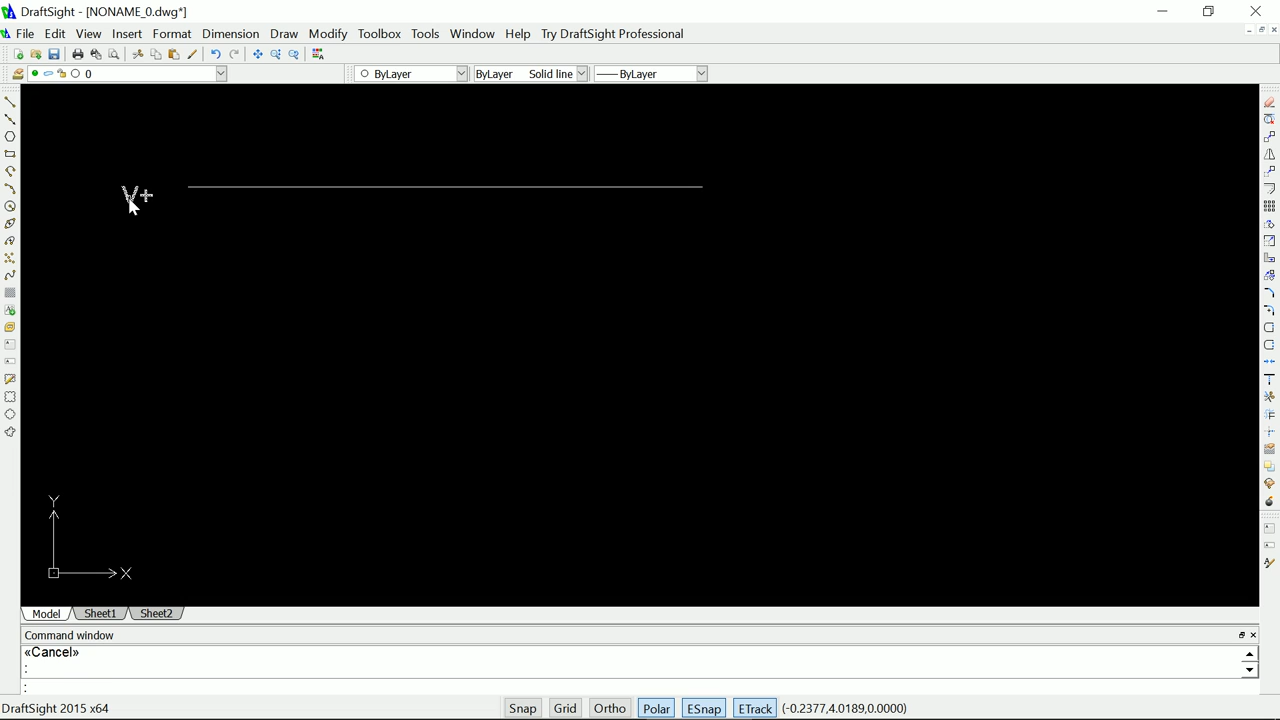 DraftSight - [NONAME_0.dwg*]
File Edit View Insert Format Dimension Draw Modify Toolbox Tools Window Help Try DraftSight Professional
0 ByLayer ByLayer Solid line ByLayer
V+
Y
X
Model Sheet1 Sheet2
Command window
«Cancel»
:
:
DraftSight 2015 x64 Snap Grid Ortho Polar ESnap ETrack (-0.2377,4.0189,0.0000)